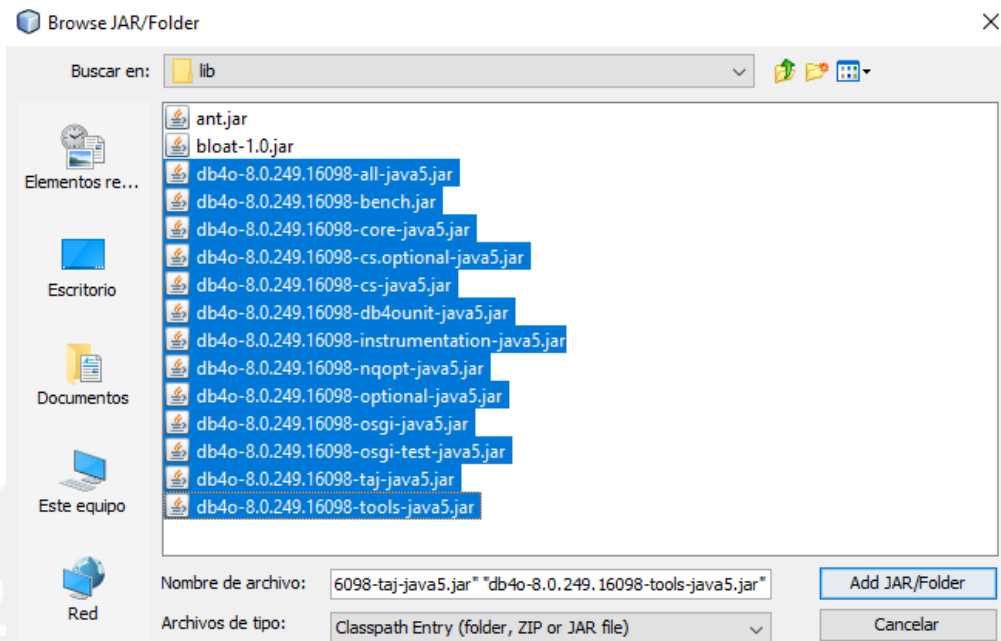 Browse JAR/Folder
Buscar en:
lib
Elementos re...
Escritorio
Documentos
Este equipo
Red
ant.jar
bloat-1.0.jar
db4o-8.0.249.16098-all-java5.jar
db4o-8.0.249.16098-bench.jar
db4o-8.0.249.16098-core-java5.jar
db4o-8.0.249.16098-cs.optional-java5.jar
db4o-8.0.249.16098-cs-java5.jar
db4o-8.0.249.16098-db4ounit-java5.jar
db4o-8.0.249.16098-instrumentation-java5.jar
db4o-8.0.249.16098-nqopt-java5.jar
db4o-8.0.249.16098-optional-java5.jar
db4o-8.0.249.16098-osgi-java5.jar
db4o-8.0.249.16098-osgi-test-java5.jar
db4o-8.0.249.16098-taj-java5.jar
db4o-8.0.249.16098-tools-java5.jar
Nombre de archivo:
6098-taj-java5.jar" "db4o-8.0.249.16098-tools-java5.jar"
Add JAR/Folder
Archivos de tipo:
Classpath Entry (folder, ZIP or JAR file)
Cancelar